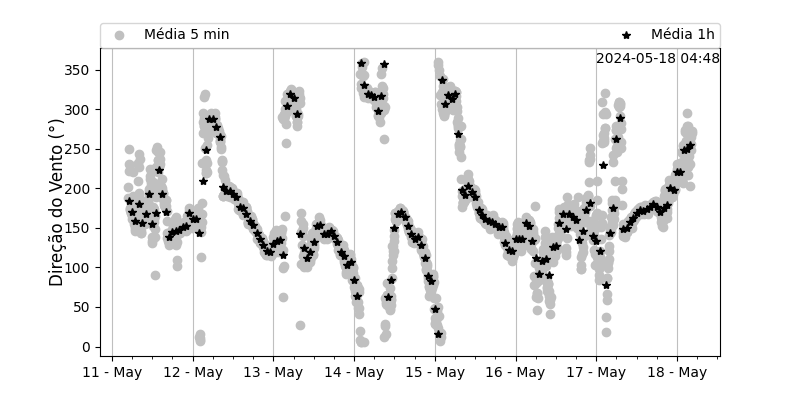 Média 5 min
Média 1h
2024-05-18 04:48
Direção do Vento (°)
350
300
250
200
150
100
50
0
11 - May
12 - May
13 - May
14 - May
15 - May
16 - May
17 - May
18 - May